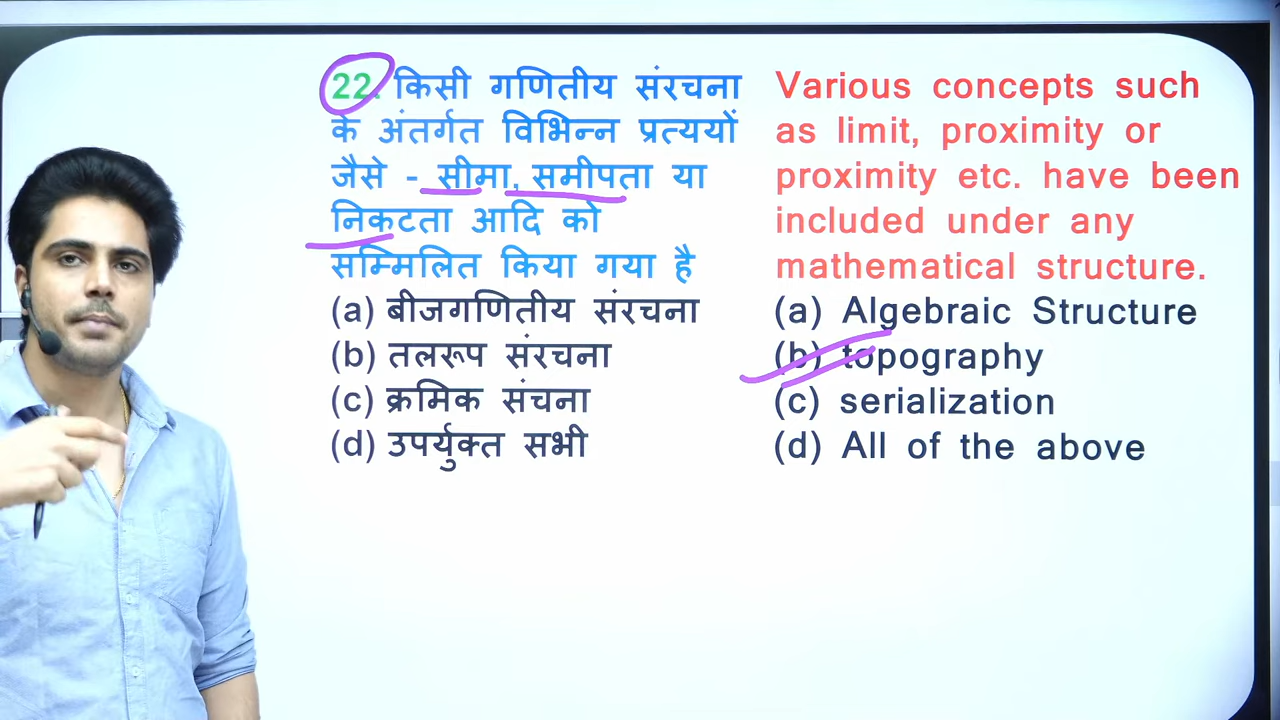 22. किसी गणितीय संरचना
के अंतर्गत विभिन्न प्रत्ययों
जैसे - सीमा, समीपता या
निकटता आदि को
सम्मिलित किया गया है
(a) बीजगणितीय संरचना
(b) तलरूप संरचना
(c) क्रमिक संचना
(d) उपर्युक्त सभी
Various concepts such
as limit, proximity or
proximity etc. have been
included under any
mathematical structure.
(a) Algebraic Structure
(b) topography
(c) serialization
(d) All of the above